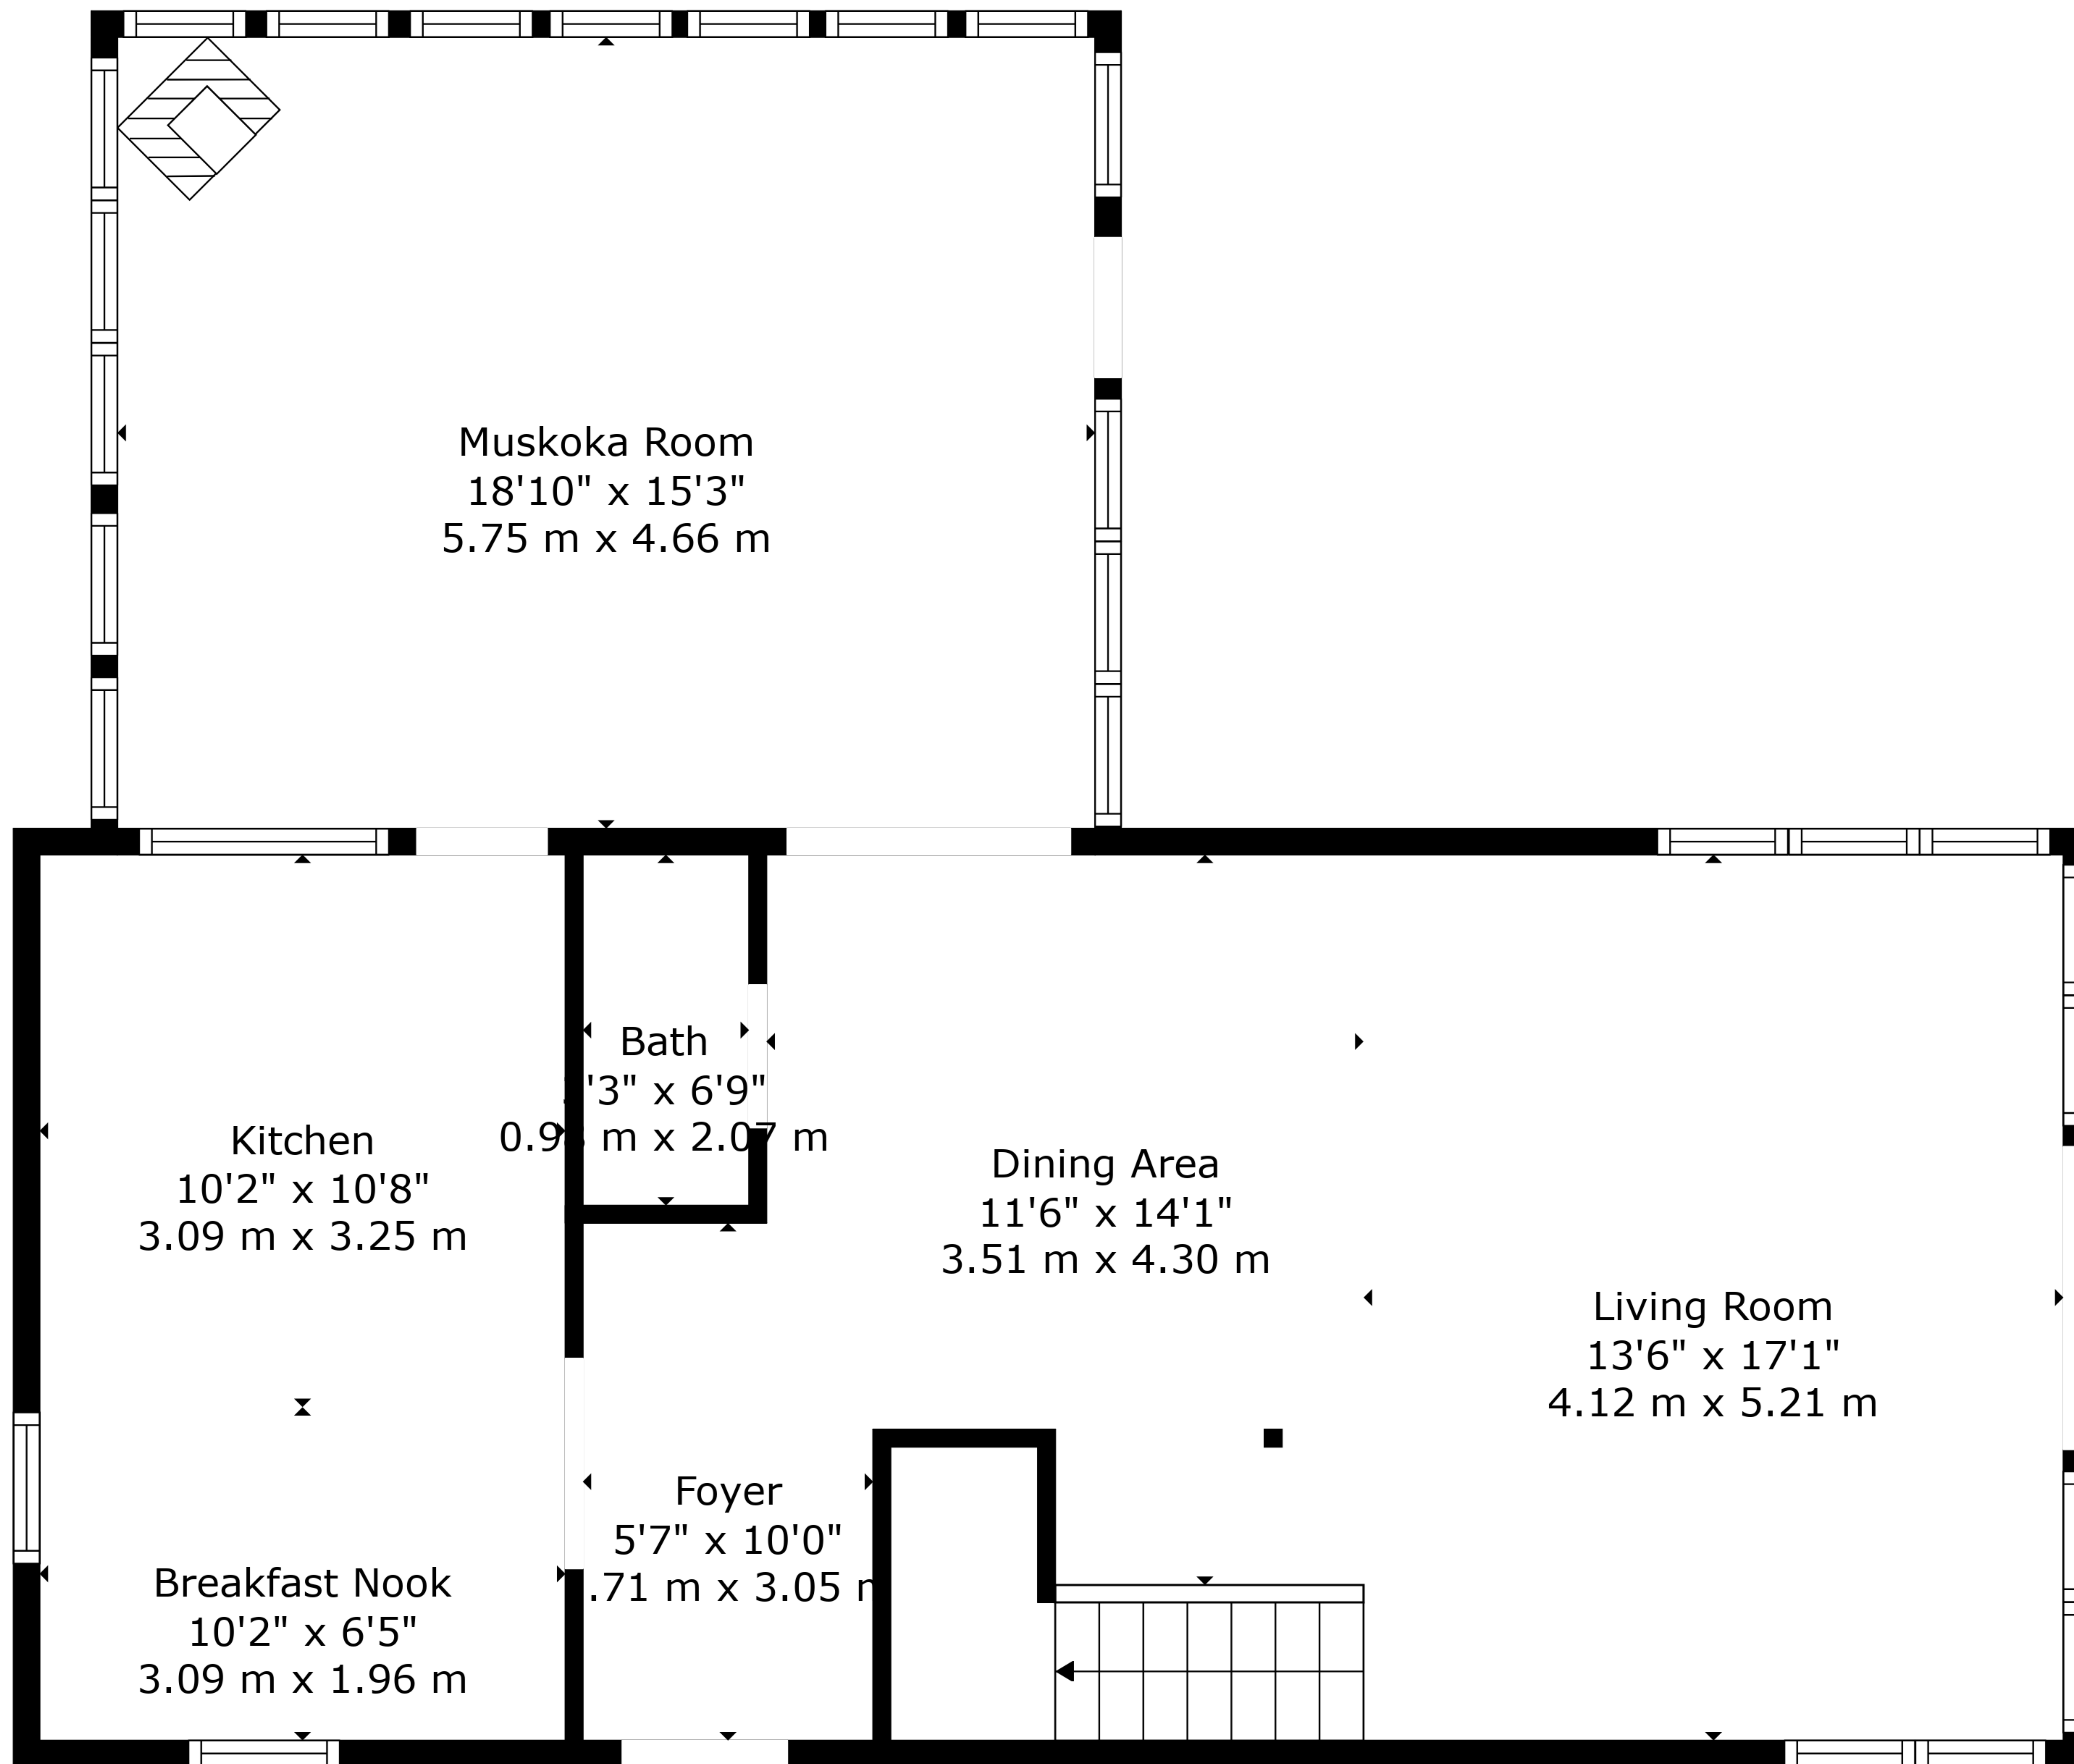 Muskoka Room
18'10" x 15'3"
5.75 m x 4.66 m
Bath
'3" x 6'9"
m x 2.07 m
Kitchen
10'2" x 10'8"
3.09 m x 3.25 m
Dining Area
11'6" x 14'1"
3.51 m x 4.30 m
Living Room
13'6" x 17'1"
4.12 m x 5.21 m
Foyer
5'7" x 10'0"
.71 m x 3.05
Breakfast Nook
10'2" x 6'5"
3.09 m x 1.96 m